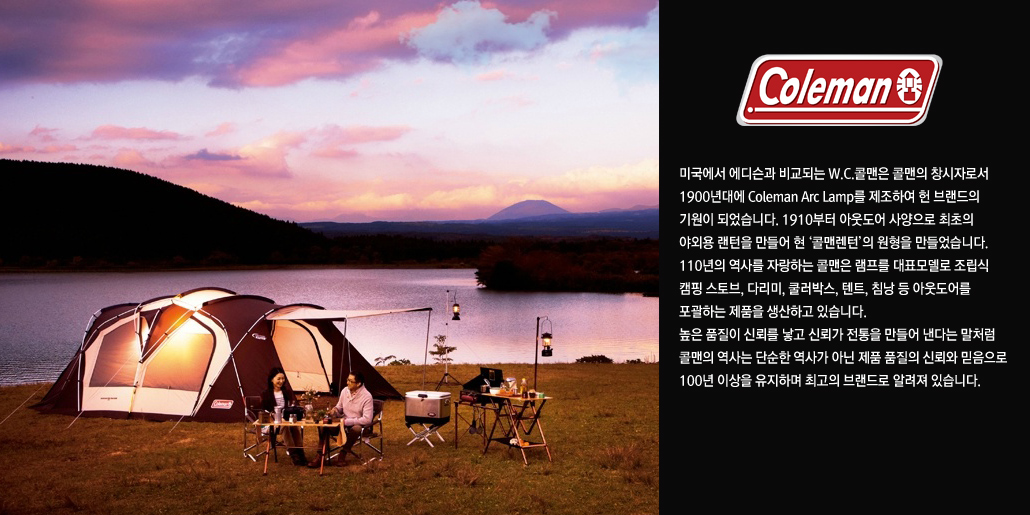 Coleman
미국에서 에디슨과 비교되는 W.C.콜맨은 콜맨의 창시자로서
1900년대에 Coleman Arc Lamp를 제조하여 현 브랜드의
기원이 되었습니다. 1910부터 아웃도어 사양으로 최초의
야외용 랜턴을 만들어 현 ‘콜맨렌턴’의 원형을 만들었습니다.
110년의 역사를 자랑하는 콜맨은 램프를 대표모델로 조립식
캠핑 스토브, 다리미, 쿨러박스, 텐트, 침낭 등 아웃도어를
포괄하는 제품을 생산하고 있습니다.
높은 품질이 신뢰를 낳고 신뢰가 전통을 만들어 낸다는 말처럼
콜맨의 역사는 단순한 역사가 아닌 제품 품질의 신뢰와 믿음으로
100년 이상을 유지하며 최고의 브랜드로 알려져 있습니다.
Coleman